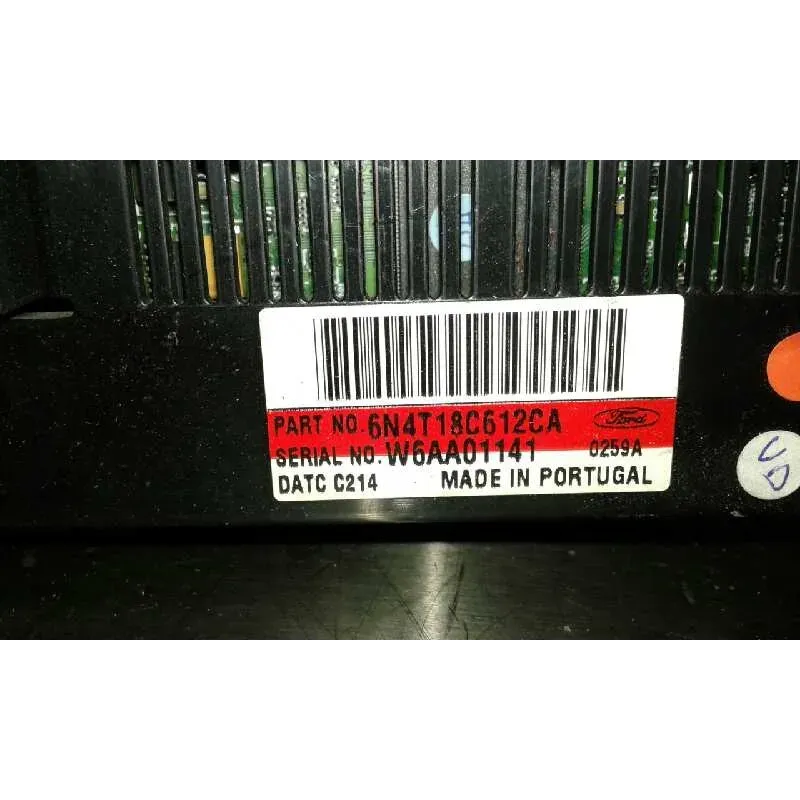 PART NO. 6N4T18C612CA Ford
SERIAL NO. W6AA01141 0259A
DATC C214 MADE IN PORTUGAL